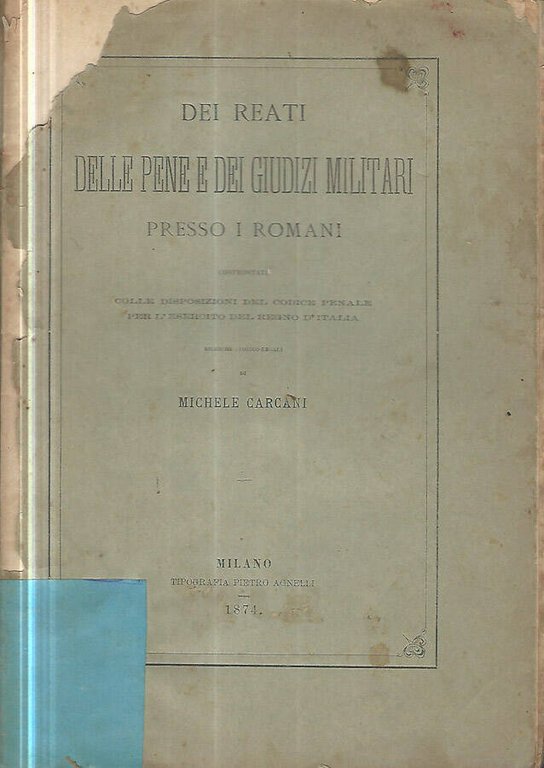 DEI REATI
DELLE PENE E DEI GIUDIZI MILITARI
PRESSO I ROMANI
CONFRONTATI
COLLE DISPOSIZIONI DEL CODICE PENALE
PER L'ESERCITO DEL REGNO D'ITALIA
RICERCHE
DI
MICHELE CARCANI
MILANO
TIPOGRAFIA PIETRO AGNELLI
1874.